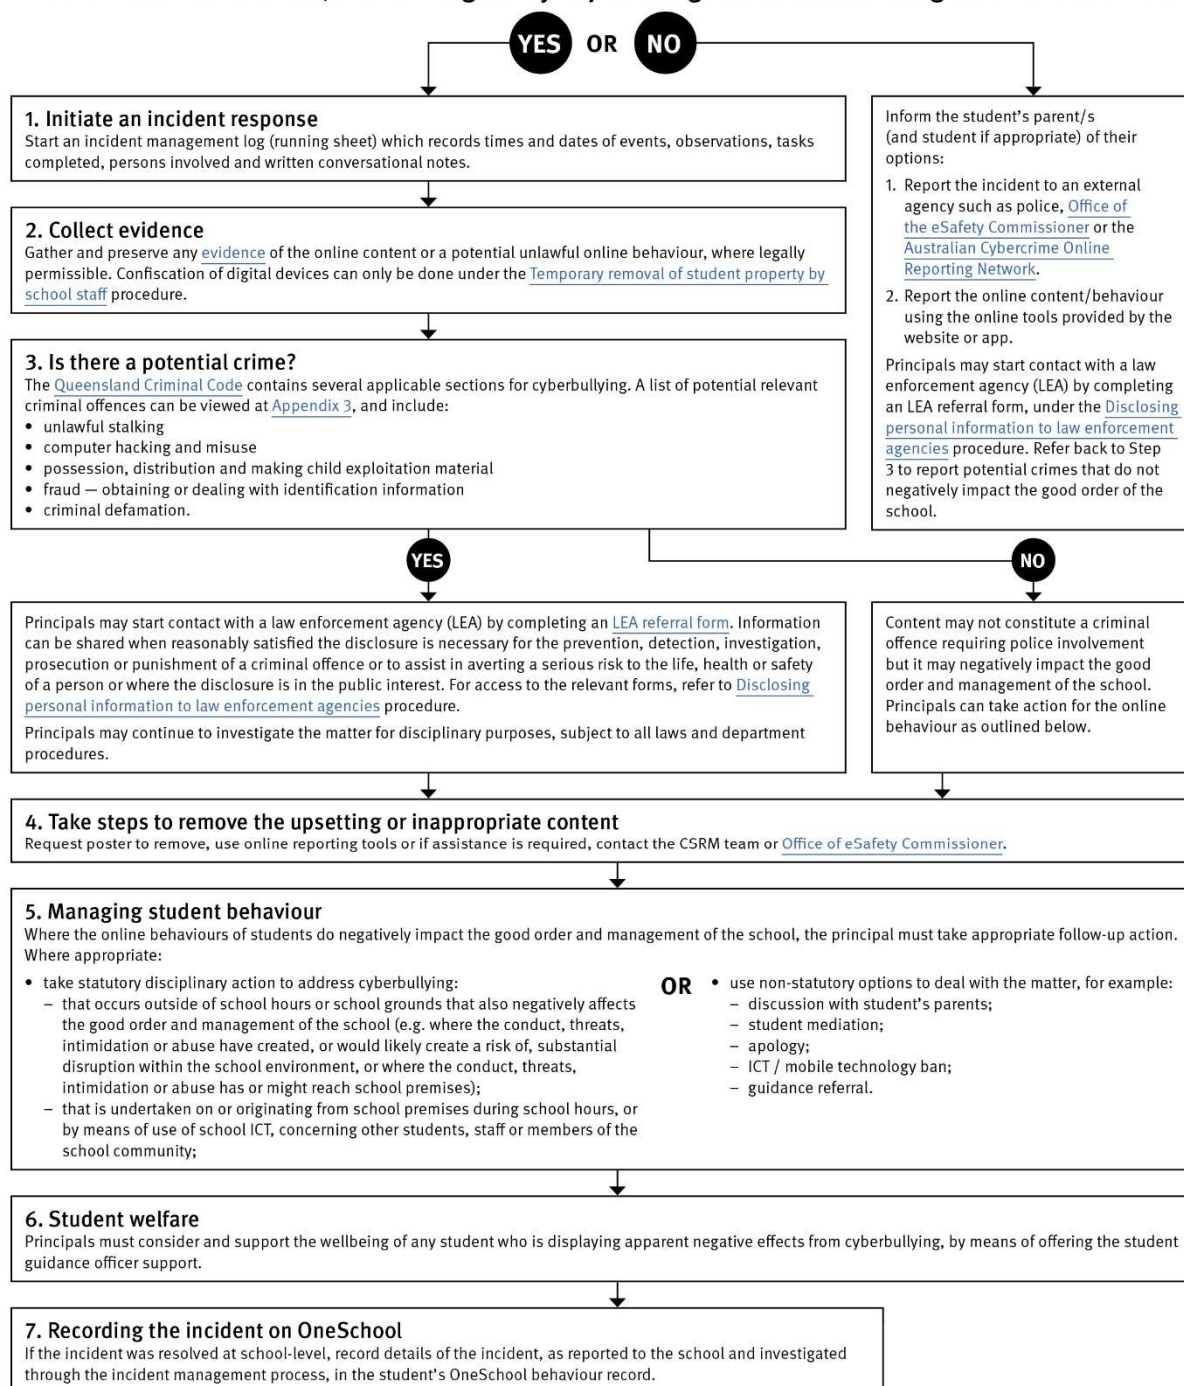 YES OR NO
1. Initiate an incident response
Start an incident management log (running sheet) which records times and dates of events, observations, tasks
completed, persons involved and written conversational notes.
2. Collect evidence
Gather and preserve any evidence of the online content or a potential unlawful online behaviour, where legally
permissible. Confiscation of digital devices can only be done under the Temporary removal of student property by
school staff procedure.
3. Is there a potential crime?
The Queensland Criminal Code contains several applicable sections for cyberbullying. A list of potential relevant
criminal offences can be viewed at Appendix 3, and include:
• unlawful stalking
• computer hacking and misuse
• possession, distribution and making child exploitation material
• fraud — obtaining or dealing with identification information
• criminal defamation.
Inform the student's parent/s
(and student if appropriate) of their
options:
1. Report the incident to an external
agency such as police, Office of
the eSafety Commissioner or the
Australian Cybercrime Online
Reporting Network.
2. Report the online content/behaviour
using the online tools provided by the
website or app.
Principals may start contact with a law
enforcement agency (LEA) by completing
an LEA referral form, under the Disclosing
personal information to law enforcement
agencies procedure. Refer back to Step
3 to report potential crimes that do not
negatively impact the good order of the
school.
YES
NO
Principals may start contact with a law enforcement agency (LEA) by completing an LEA referral form. Information
can be shared when reasonably satisfied the disclosure is necessary for the prevention, detection, investigation,
prosecution or punishment of a criminal offence or to assist in averting a serious risk to the life, health or safety
of a person or where the disclosure is in the public interest. For access to the relevant forms, refer to Disclosing
personal information to law enforcement agencies procedure.
Principals may continue to investigate the matter for disciplinary purposes, subject to all laws and department
procedures.
Content may not constitute a criminal
offence requiring police involvement
but it may negatively impact the good
order and management of the school.
Principals can take action for the online
behaviour as outlined below.
4. Take steps to remove the upsetting or inappropriate content
Request poster to remove, use online reporting tools or if assistance is required, contact the CSRM team or Office of eSafety Commissioner.
5. Managing student behaviour
Where the online behaviours of students do negatively impact the good order and management of the school, the principal must take appropriate follow-up action.
Where appropriate:
• take statutory disciplinary action to address cyberbullying:
– that occurs outside of school hours or school grounds that also negatively affects
the good order and management of the school (e.g. where the conduct, threats,
intimidation or abuse have created, or would likely create a risk of, substantial
disruption within the school environment, or where the conduct, threats,
intimidation or abuse has or might reach school premises);
– that is undertaken on or originating from school premises during school hours, or
by means of use of school ICT, concerning other students, staff or members of the
school community;
OR
• use non-statutory options to deal with the matter, for example:
– discussion with student's parents;
– student mediation;
– apology;
– ICT / mobile technology ban;
– guidance referral.
6. Student welfare
Principals must consider and support the wellbeing of any student who is displaying apparent negative effects from cyberbullying, by means of offering the student
guidance officer support.
7. Recording the incident on OneSchool
If the incident was resolved at school-level, record details of the incident, as reported to the school and investigated
through the incident management process, in the student's OneSchool behaviour record.